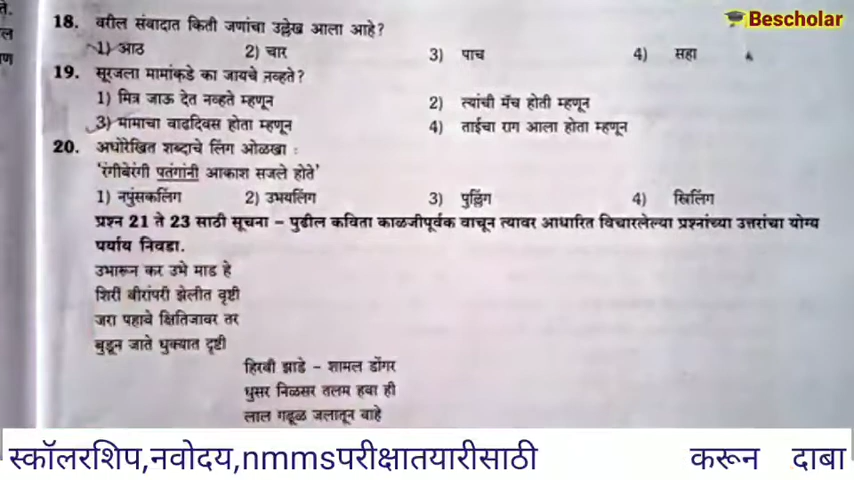 ते.
ल
ण
Bescholar
18. वरील संवादात किती जणांचा उल्लेख आला आहे?
1) आठ 2) चार 3) पाच 4) सहा
19. सूरजला मामांकडे का जायचे नव्हते?
1) मित्र जाऊ देत नव्हते म्हणून 2) त्यांची मॅच होती म्हणून
3) मामाचा वाढदिवस होता म्हणून 4) ताईचा राग आला होता म्हणून
20. अधोरेखित शब्दाचे लिंग ओळखा :
'रंगीबेरंगी पतंगांनी आकाश सजले होते'
1) नपुंसकलिंग 2) उभयलिंग 3) पुल्लिंग 4) स्त्रिलिंग
प्रश्न 21 ते 23 साठी सूचना – पुढील कविता काळजीपूर्वक वाचून त्यावर आधारित विचारलेल्या प्रश्नांच्या उत्तरांचा योग्य
पर्याय निवडा.
उभारून कर उभे माड हे
शिरीं वीरांपरी झेलीत वृष्टी
जरा पहावे क्षितिजावर तर
बुडून जाते धुक्यात दृष्टी
हिरवी झाडे – शामल डोंगर
धुसर निळसर तलम हवा ही
लाल गढूळ जलातून वाहे
स्कॉलरशिप,नवोदय,nmmsपरीक्षातयारीसाठी करून दाबा